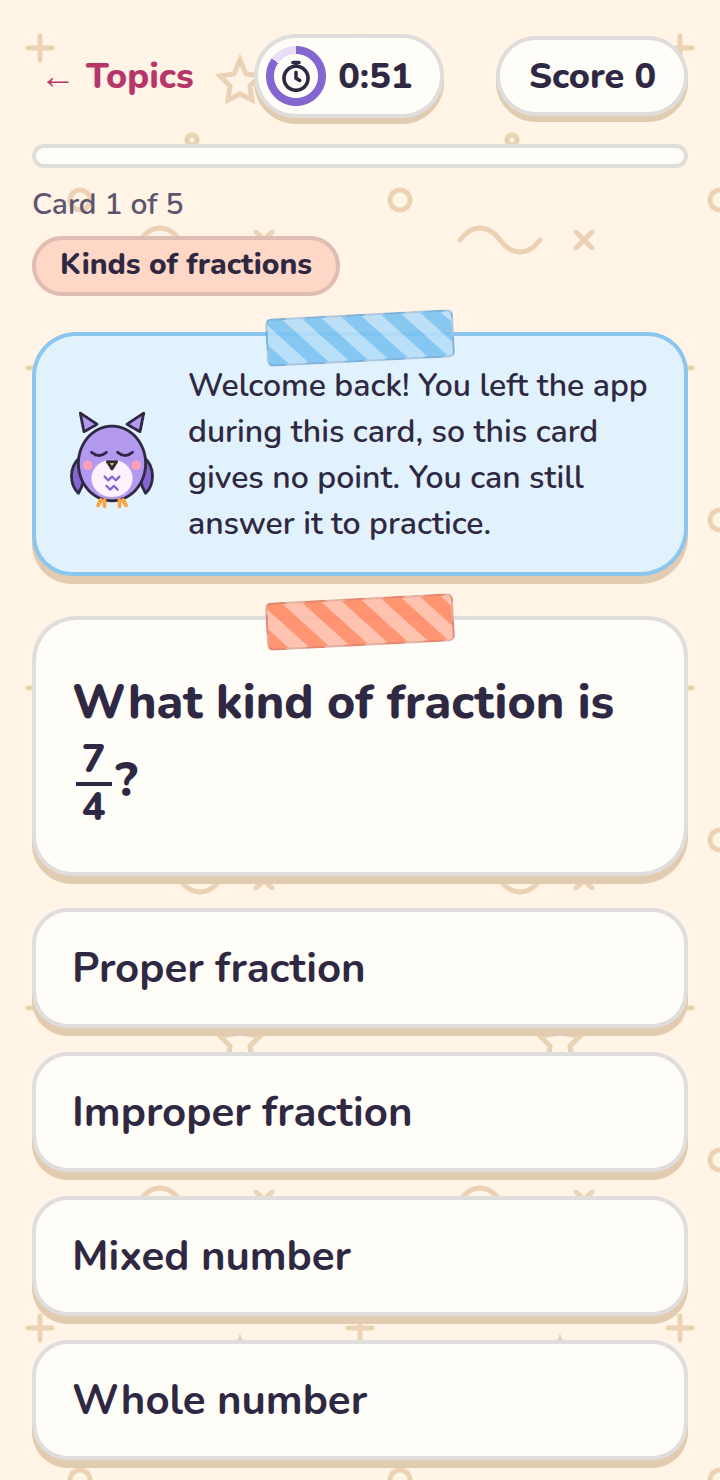 ← Topics
0:51
Score 0
Card 1 of 5
Kinds of fractions
Welcome back! You left the app
during this card, so this card
gives no point. You can still
answer it to practice.
What kind of fraction is
7/4?
Proper fraction
Improper fraction
Mixed number
Whole number